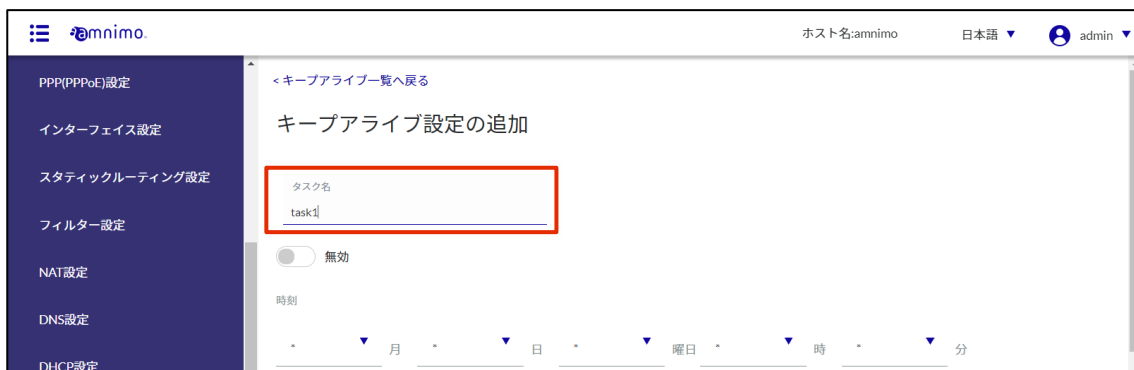 amnimo.
ホスト名:amnimo 日本語 ▼ admin ▼
PPP(PPPoE)設定
インターフェイス設定
スタティックルーティング設定
フィルター設定
NAT設定
DNS設定
DHCP設定
< キープアライブ一覧へ戻る
キープアライブ設定の追加
タスク名
task1
無効
時刻
* ▼ 月 * ▼ 日 * ▼ 曜日 * ▼ 時 * ▼ 分